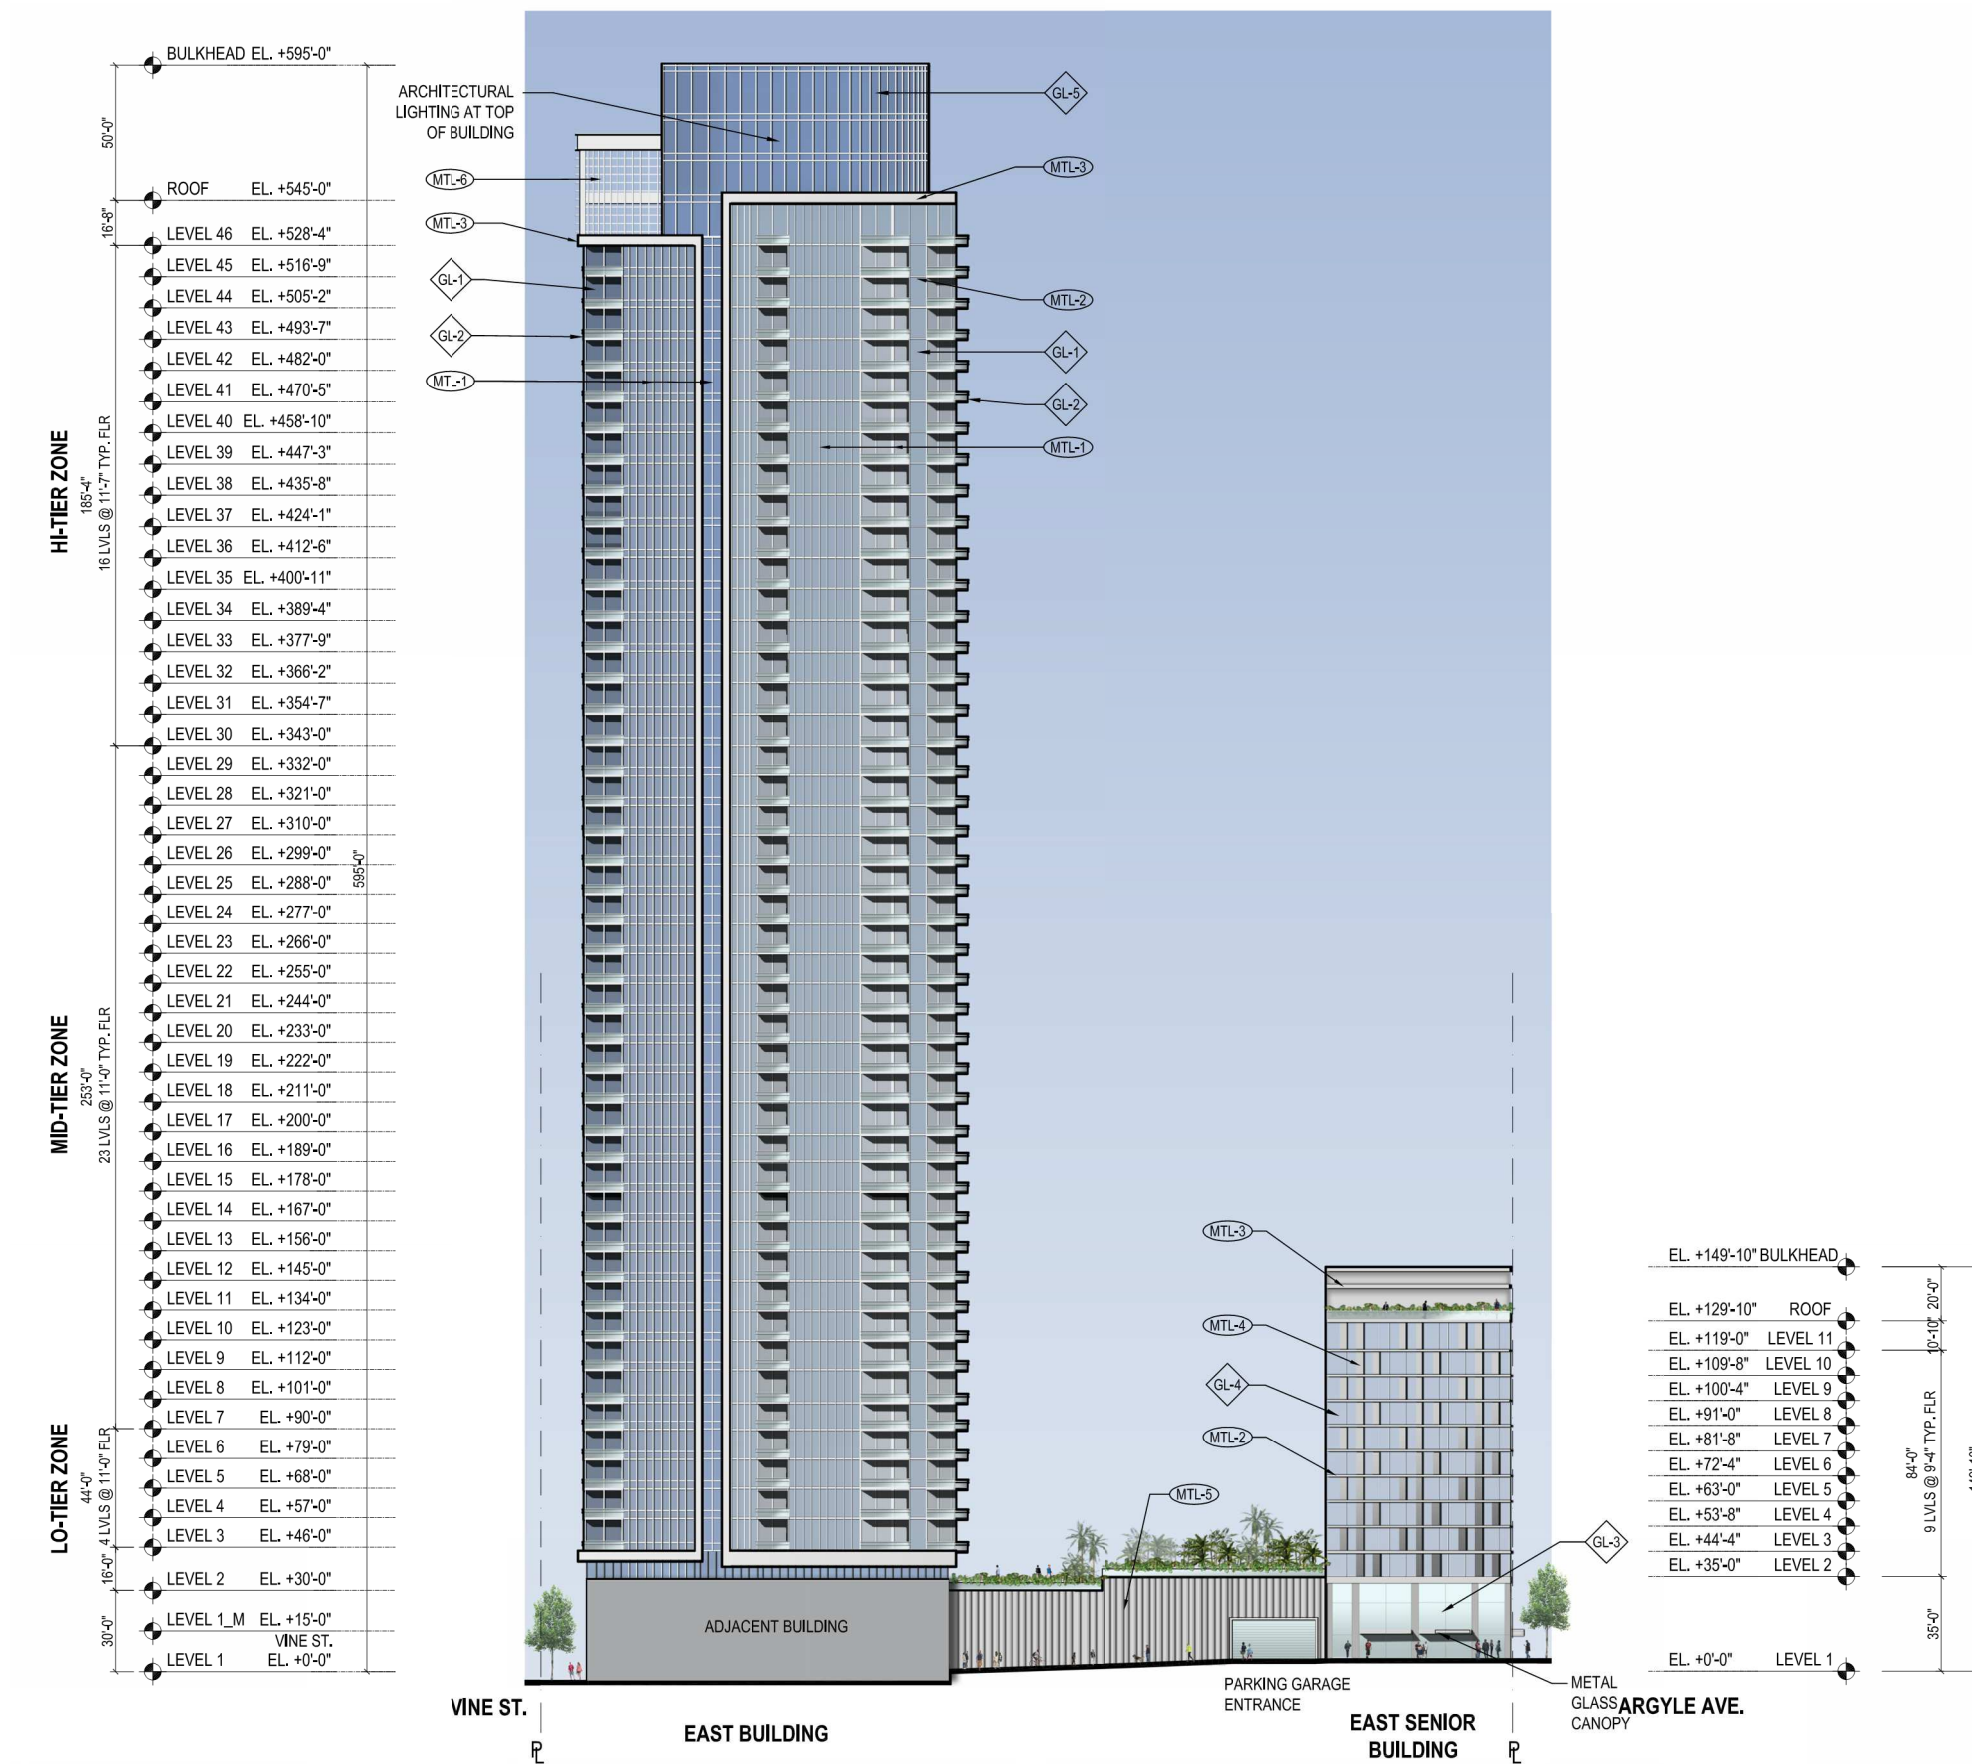 BULKHEAD EL. +595'-0"
50'-0"
ROOF EL. +545'-0"
16'-8"
LEVEL 46 EL. +528'-4"
LEVEL 45 EL. +516'-9"
LEVEL 44 EL. +505'-2"
LEVEL 43 EL. +493'-7"
LEVEL 42 EL. +482'-0"
LEVEL 41 EL. +470'-5"
LEVEL 40 EL. +458'-10"
LEVEL 39 EL. +447'-3"
LEVEL 38 EL. +435'-8"
LEVEL 37 EL. +424'-1"
LEVEL 36 EL. +412'-6"
LEVEL 35 EL. +400'-11"
LEVEL 34 EL. +389'-4"
LEVEL 33 EL. +377'-9"
LEVEL 32 EL. +366'-2"
LEVEL 31 EL. +354'-7"
LEVEL 30 EL. +343'-0"
HI-TIER ZONE
185'-4"
16 LVLS @ 11'-7" TYP. FLR
LEVEL 29 EL. +332'-0"
LEVEL 28 EL. +321'-0"
LEVEL 27 EL. +310'-0"
LEVEL 26 EL. +299'-0"
LEVEL 25 EL. +288'-0"
LEVEL 24 EL. +277'-0"
LEVEL 23 EL. +266'-0"
LEVEL 22 EL. +255'-0"
LEVEL 21 EL. +244'-0"
LEVEL 20 EL. +233'-0"
LEVEL 19 EL. +222'-0"
LEVEL 18 EL. +211'-0"
LEVEL 17 EL. +200'-0"
LEVEL 16 EL. +189'-0"
LEVEL 15 EL. +178'-0"
LEVEL 14 EL. +167'-0"
LEVEL 13 EL. +156'-0"
LEVEL 12 EL. +145'-0"
LEVEL 11 EL. +134'-0"
LEVEL 10 EL. +123'-0"
LEVEL 9 EL. +112'-0"
LEVEL 8 EL. +101'-0"
LEVEL 7 EL. +90'-0"
MID-TIER ZONE
253'-0"
23 LVLS @ 11'-0" TYP. FLR
595'-0"
LEVEL 6 EL. +79'-0"
LEVEL 5 EL. +68'-0"
LEVEL 4 EL. +57'-0"
LEVEL 3 EL. +46'-0"
LO-TIER ZONE
44'-0"
4 LVLS @ 11'-0" FLR
16'-0"
LEVEL 2 EL. +30'-0"
30'-0"
LEVEL 1_M EL. +15'-0"
VINE ST.
LEVEL 1 EL. +0'-0"
ARCHITECTURAL
LIGHTING AT TOP
OF BUILDING
MTL-6
MTL-3
GL-1
GL-2
MTL-1
GL-5
MTL-3
MTL-2
GL-1
GL-2
MTL-1
MTL-3
MTL-4
GL-4
MTL-2
MTL-5
GL-3
ADJACENT BUILDING
PARKING GARAGE
ENTRANCE
METAL
GLASS
CANOPY
VINE ST.
EAST BUILDING
EAST SENIOR
BUILDING
ARGYLE AVE.
PL
PL
EL. +149'-10" BULKHEAD
20'-0"
EL. +129'-10" ROOF
10'-10"
EL. +119'-0" LEVEL 11
EL. +109'-8" LEVEL 10
EL. +100'-4" LEVEL 9
EL. +91'-0" LEVEL 8
EL. +81'-8" LEVEL 7
EL. +72'-4" LEVEL 6
EL. +63'-0" LEVEL 5
EL. +53'-8" LEVEL 4
EL. +44'-4" LEVEL 3
EL. +35'-0" LEVEL 2
84'-0"
9 LVLS @ 9'-4" TYP. FLR
35'-0"
EL. +0'-0" LEVEL 1